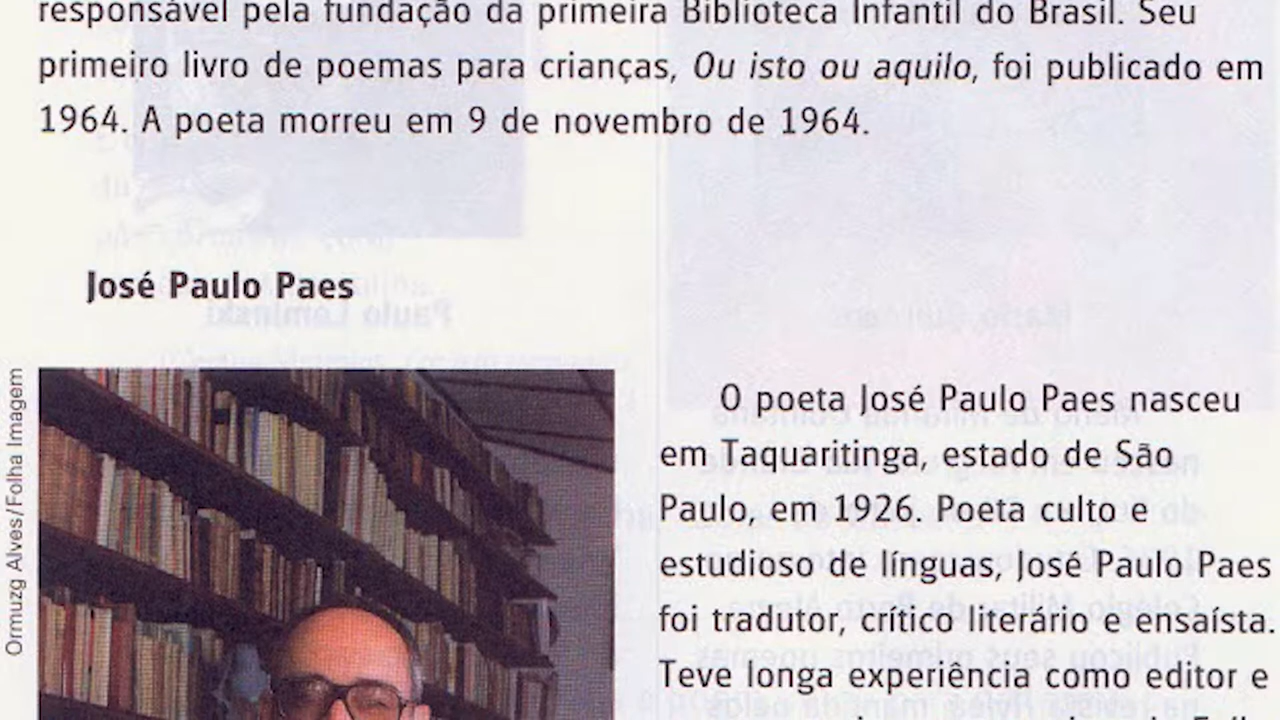 responsável pela fundação da primeira Biblioteca Infantil do Brasil. Seu
primeiro livro de poemas para crianças, Ou isto ou aquilo, foi publicado em
1964. A poeta morreu em 9 de novembro de 1964.
José Paulo Paes
Ormuzg Alves/Folha Imagem
O poeta José Paulo Paes nasceu
em Taquaritinga, estado de São
Paulo, em 1926. Poeta culto e
estudioso de línguas, José Paulo Paes
foi tradutor, crítico literário e ensaísta.
Teve longa experiência como editor e